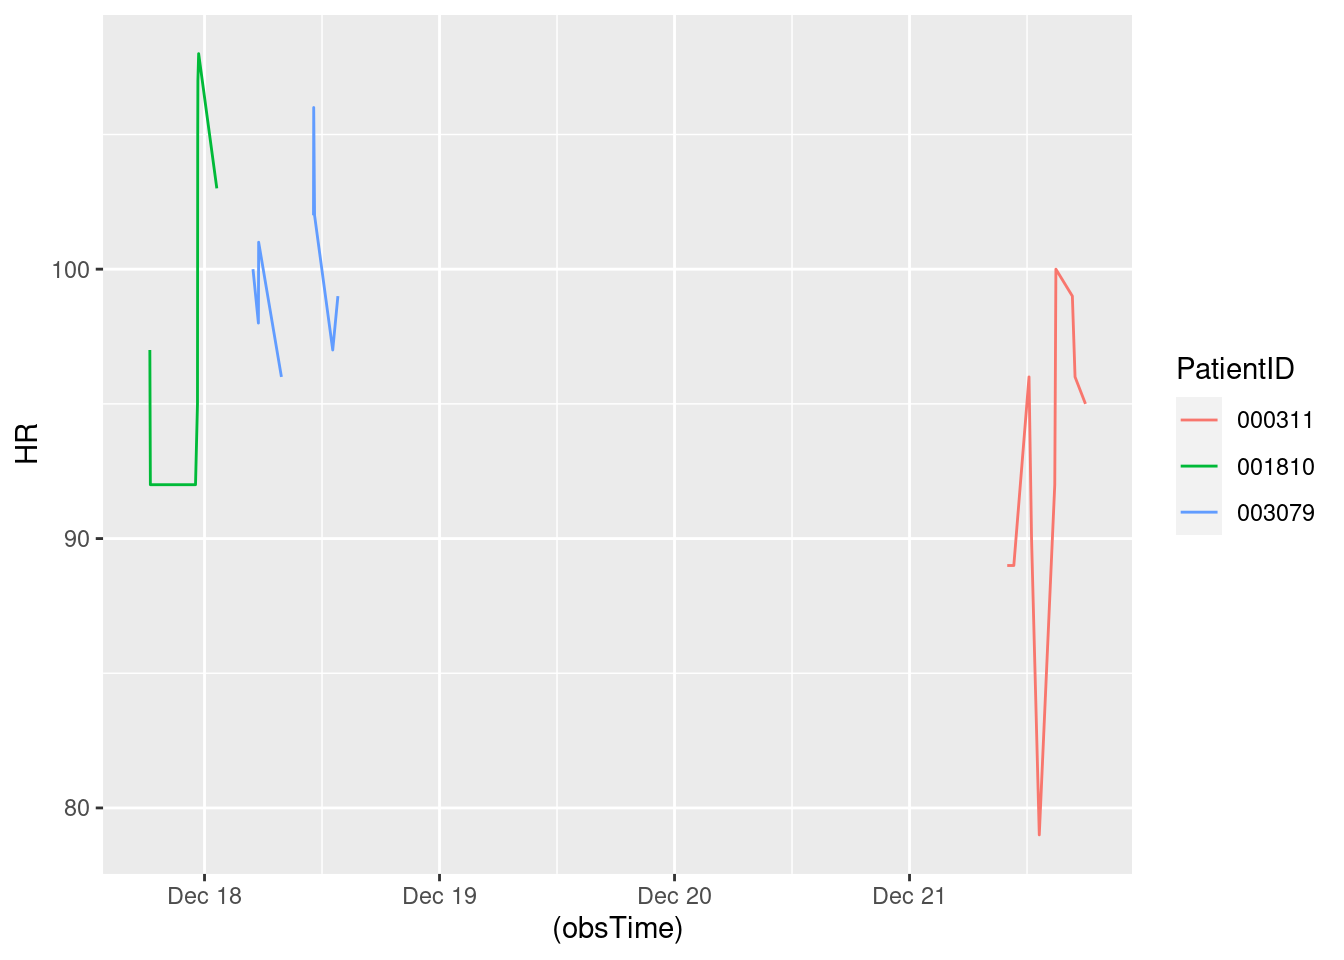 HR
100
90
80
Dec 18
Dec 19
Dec 20
Dec 21
(obsTime)
PatientID
000311
001810
003079